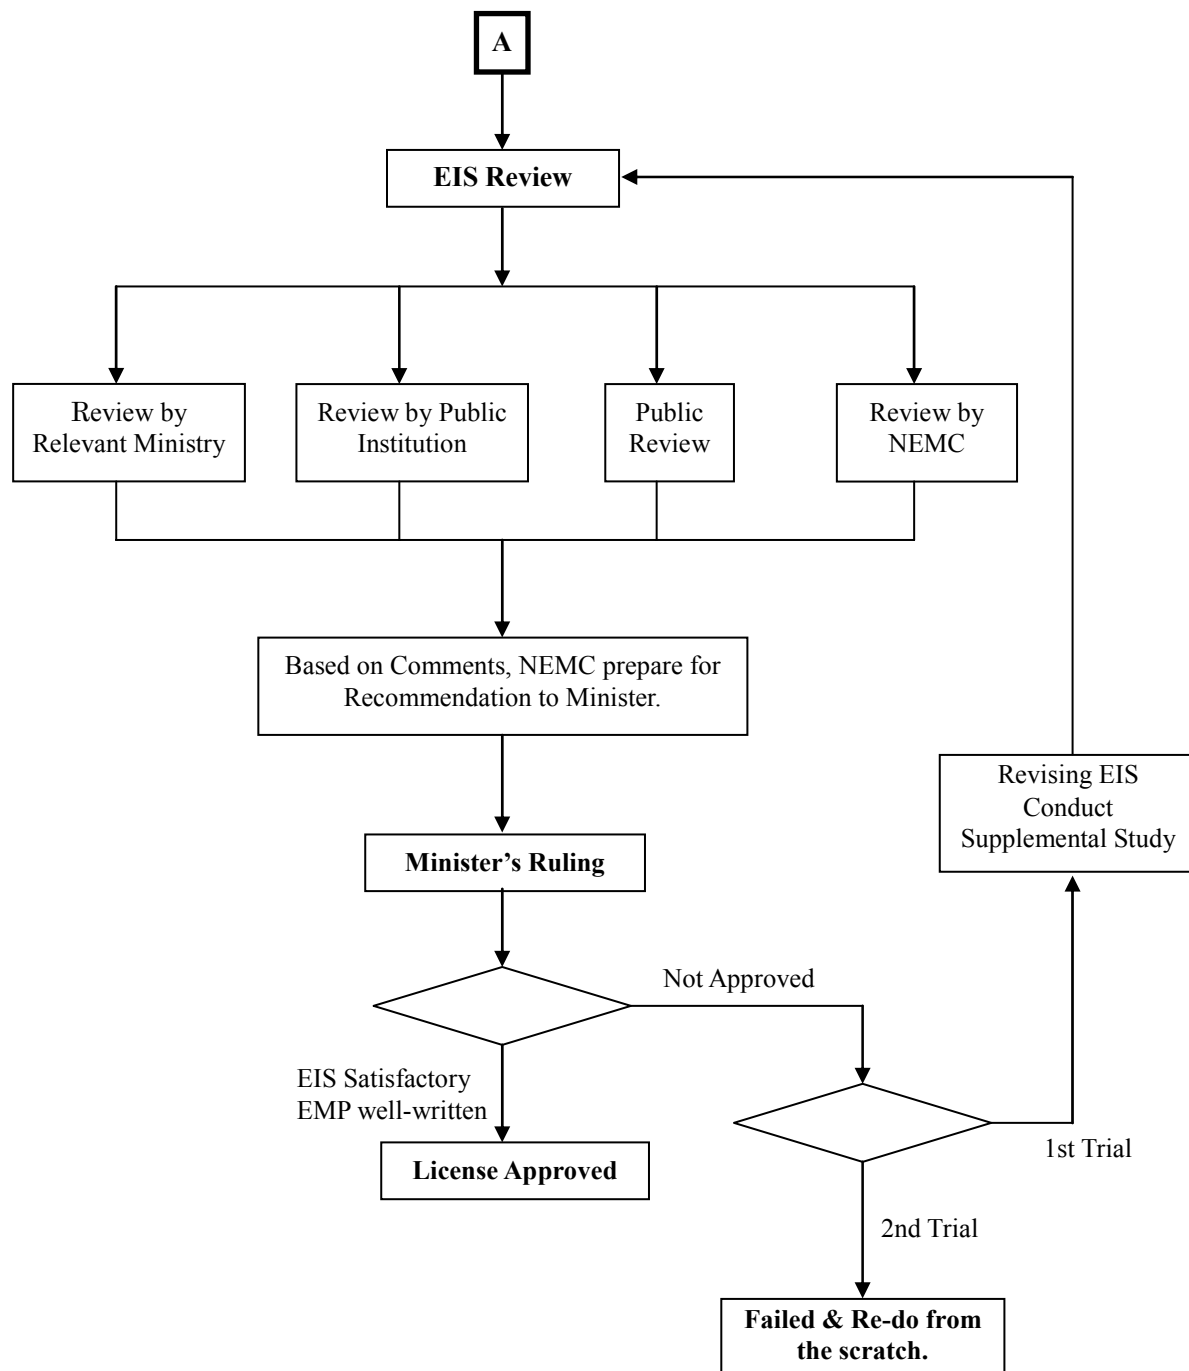 A
EIS Review
Review by
Relevant Ministry
Review by Public
Institution
Public
Review
Review by
NEMC
Based on Comments, NEMC prepare for
Recommendation to Minister.
Revising EIS
Conduct
Supplemental Study
Minister's Ruling
Not Approved
EIS Satisfactory
EMP well-written
1st Trial
License Approved
2nd Trial
Failed & Re-do from
the scratch.